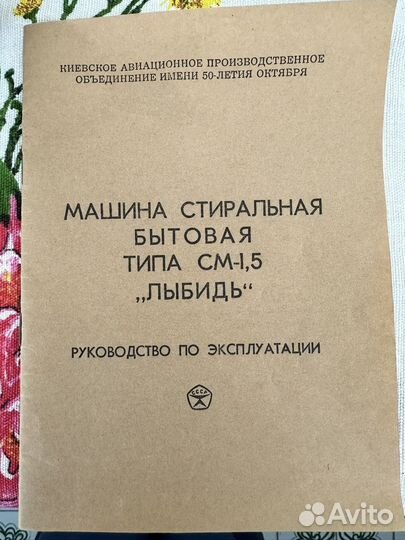 КИЕВСКОЕ АВИАЦИОННОЕ ПРОИЗВОДСТВЕННОЕ
ОБЪЕДИНЕНИЕ ИМЕНИ 50-ЛЕТИЯ ОКТЯБРЯ
МАШИНА СТИРАЛЬНАЯ
БЫТОВАЯ
ТИПА СМ-1,5
„ЛЫБИДЬ“
РУКОВОДСТВО ПО ЭКСПЛУАТАЦИИ
СССР
Avito